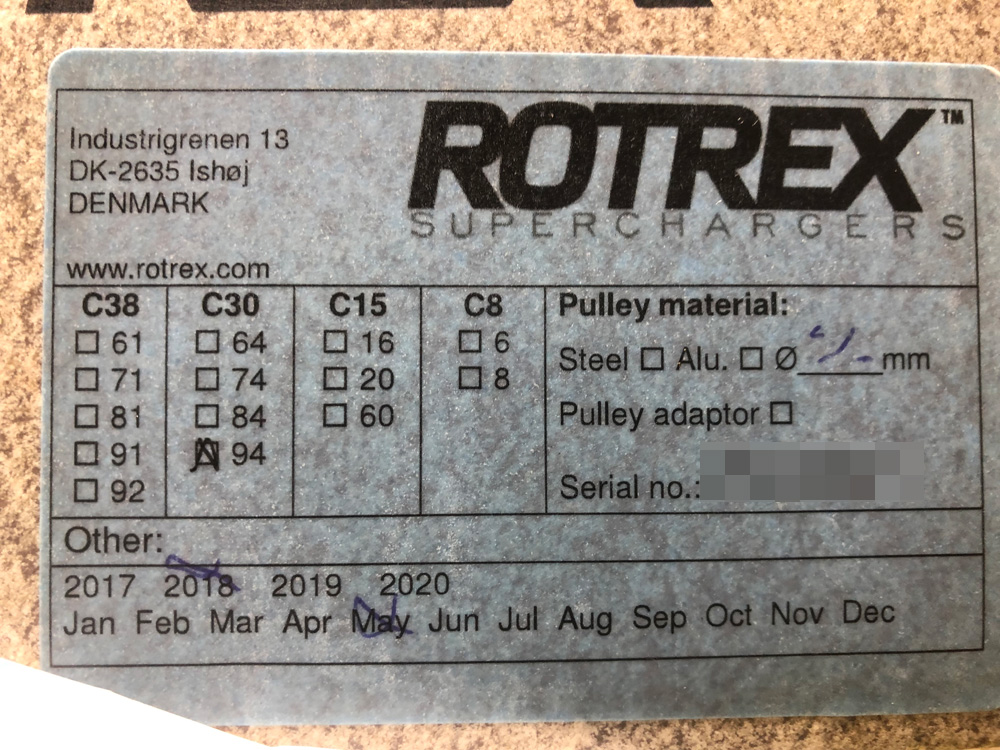 Industrigrenen 13
DK-2635 Ishøj
DENMARK
www.rotrex.com
ROTREX™
SUPERCHARGERS
C38
☐ 61
☐ 71
☐ 81
☐ 91
☐ 92
C30
☐ 64
☐ 74
☐ 84
☒ 94
C15
☐ 16
☐ 20
☐ 60
C8
☐ 6
☐ 8
Pulley material:
Steel ☐ Alu. ☐ Ø______mm
Pulley adaptor ☐
Serial no.:
Other:
2017 2018 2019 2020
Jan Feb Mar Apr May Jun Jul Aug Sep Oct Nov Dec